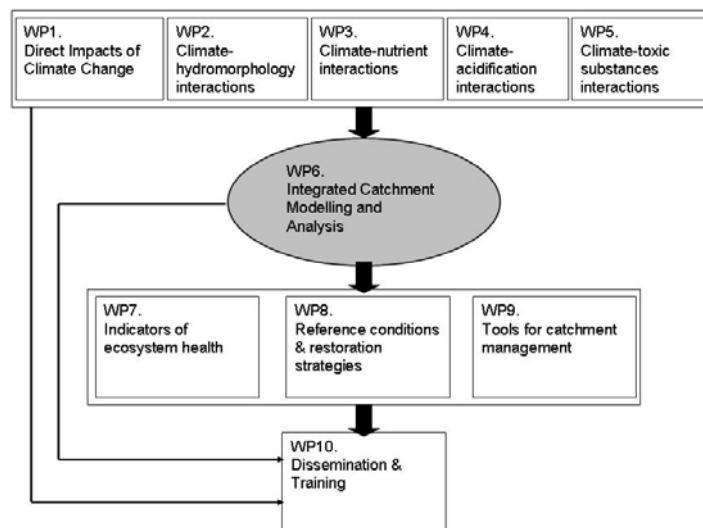 WP1.
Direct Impacts of
Climate Change
WP2.
Climate-
hydromorphology
interactions
WP3.
Climate-nutrient
interactions
WP4.
Climate-
acidification
interactions
WP5.
Climate-toxic
substances
interactions
WP6.
Integrated Catchment
Modelling and
Analysis
WP7.
Indicators of
ecosystem health
WP8.
Reference conditions
& restoration
strategies
WP9.
Tools for catchment
management
WP10.
Dissemination &
Training